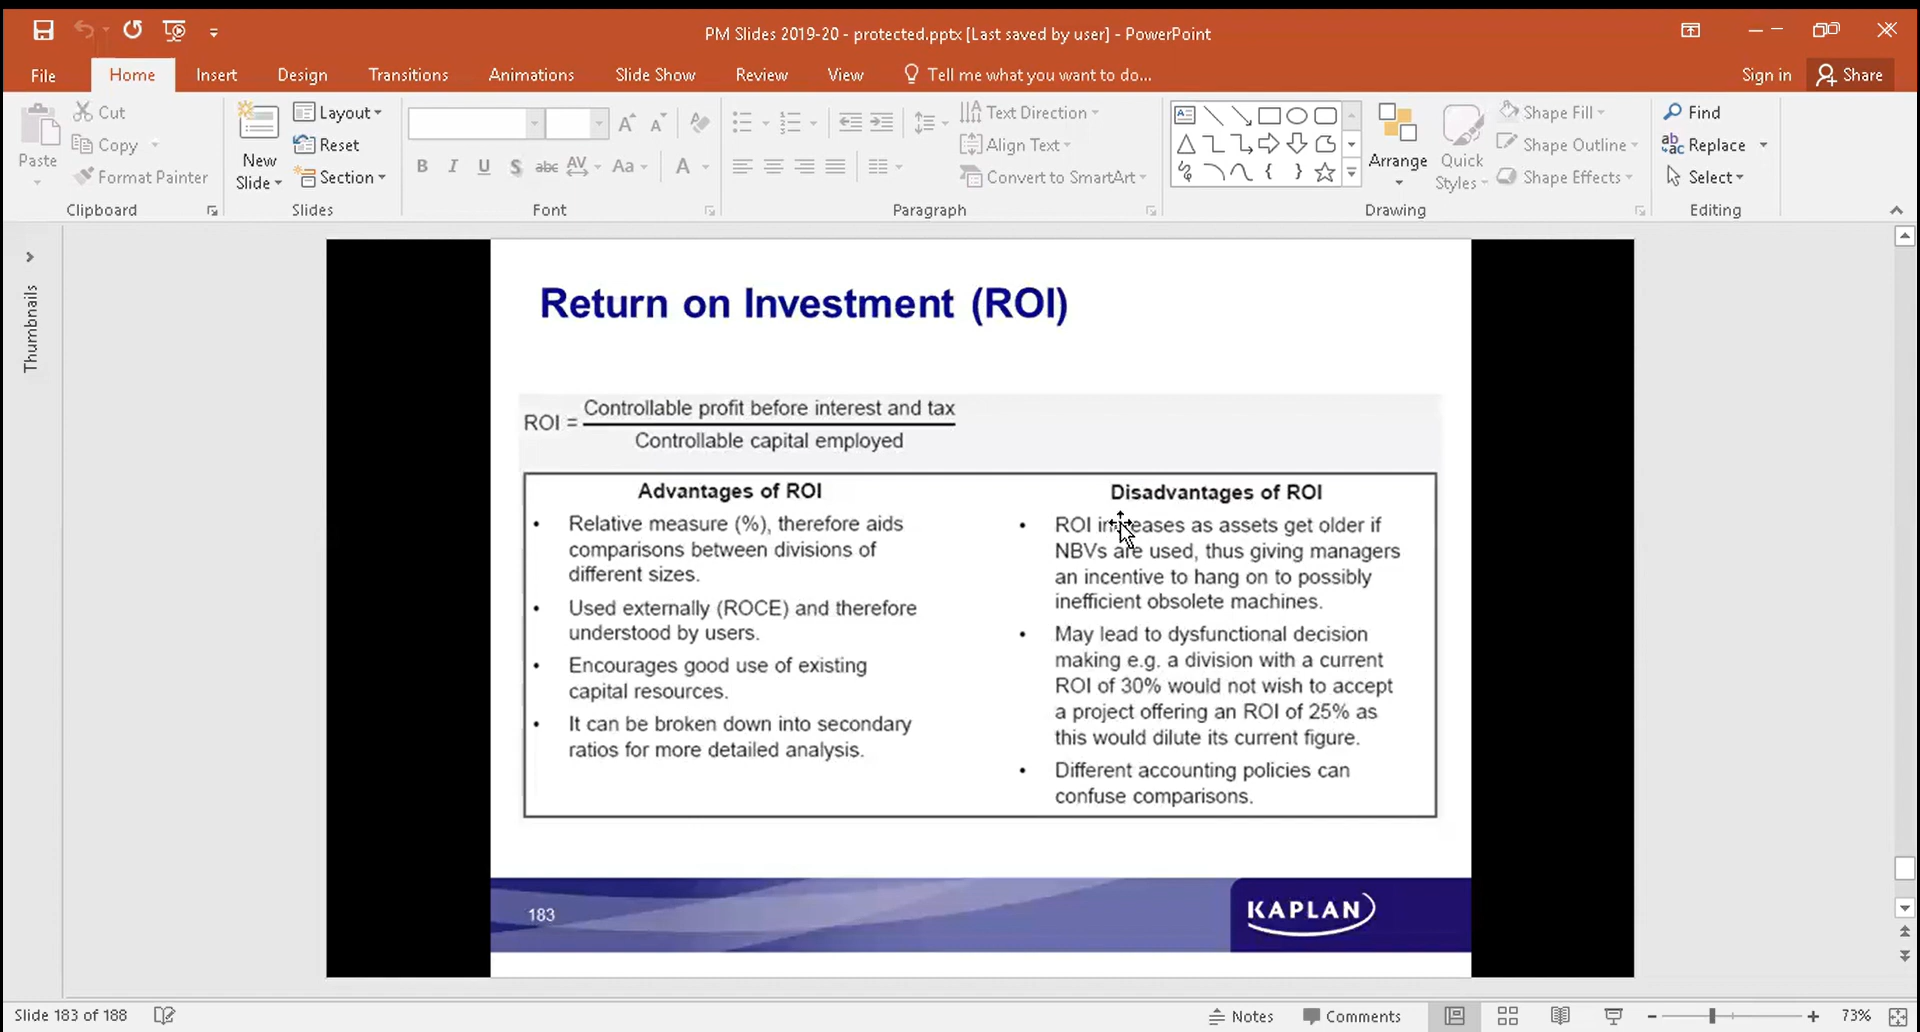 PM Slides 2019-20 - protected.pptx [Last saved by user] - PowerPoint
File Home Insert Design Transitions Animations Slide Show Review View Tell me what you want to do... Sign in Share
Paste
Cut
Copy
Format Painter
Clipboard
New
Slide
Layout
Reset
Section
Slides
B I U S abc AV Aa A
Font
Text Direction
Align Text
Convert to SmartArt
Paragraph
Arrange
Quick
Styles
Shape Fill
Shape Outline
Shape Effects
Drawing
Find
Replace
Select
Editing
Thumbnails
Return on Investment (ROI)
ROI =
Controllable profit before interest and tax
Controllable capital employed
Advantages of ROI
• Relative measure (%), therefore aids
comparisons between divisions of
different sizes.
• Used externally (ROCE) and therefore
understood by users.
• Encourages good use of existing
capital resources.
• It can be broken down into secondary
ratios for more detailed analysis.
Disadvantages of ROI
• ROI increases as assets get older if
NBVs are used, thus giving managers
an incentive to hang on to possibly
inefficient obsolete machines.
• May lead to dysfunctional decision
making e.g. a division with a current
ROI of 30% would not wish to accept
a project offering an ROI of 25% as
this would dilute its current figure.
• Different accounting policies can
confuse comparisons.
183
KAPLAN
Slide 183 of 188
Notes Comments 73%